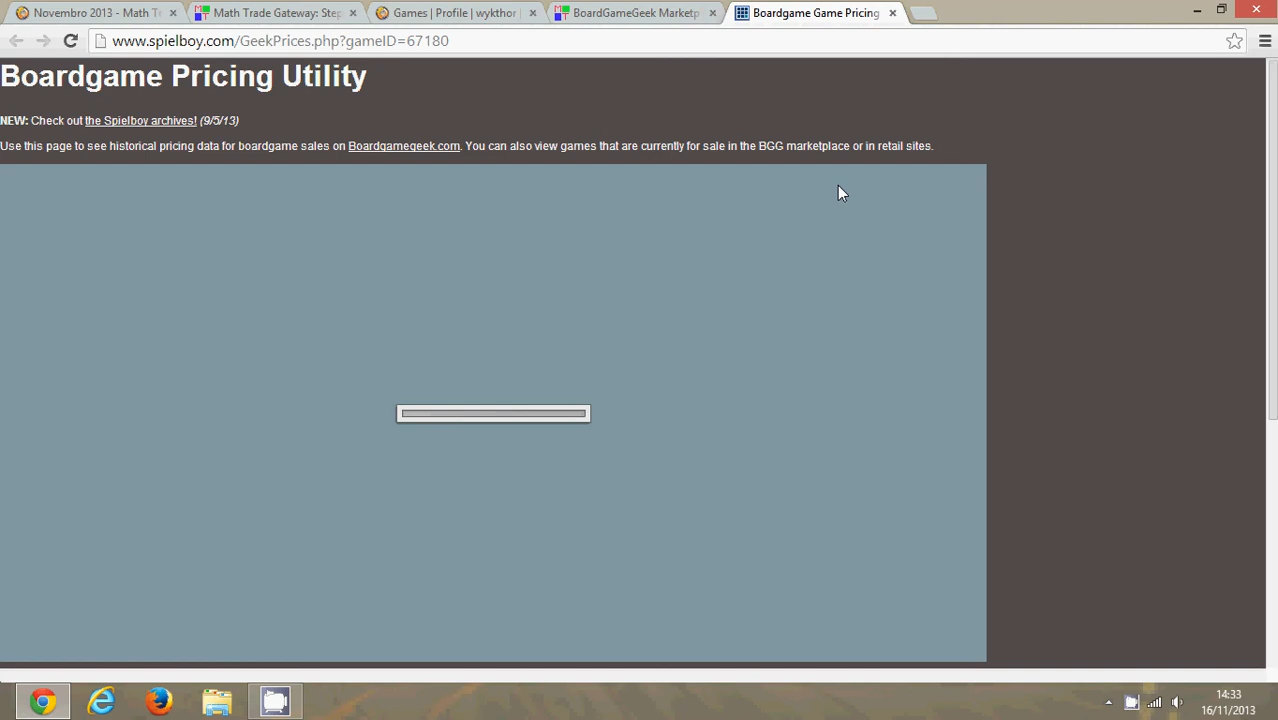 Novembro 2013 - Math T
Math Trade Gateway: Step
Games | Profile | wykthor |
BoardGameGeek Marketp
Boardgame Game Pricing
www.spielboy.com/GeekPrices.php?gameID=67180
Boardgame Pricing Utility
NEW: Check out the Spielboy archives! (9/5/13)
Use this page to see historical pricing data for boardgame sales on Boardgamegeek.com. You can also view games that are currently for sale in the BGG marketplace or in retail sites.
14:33
16/11/2013